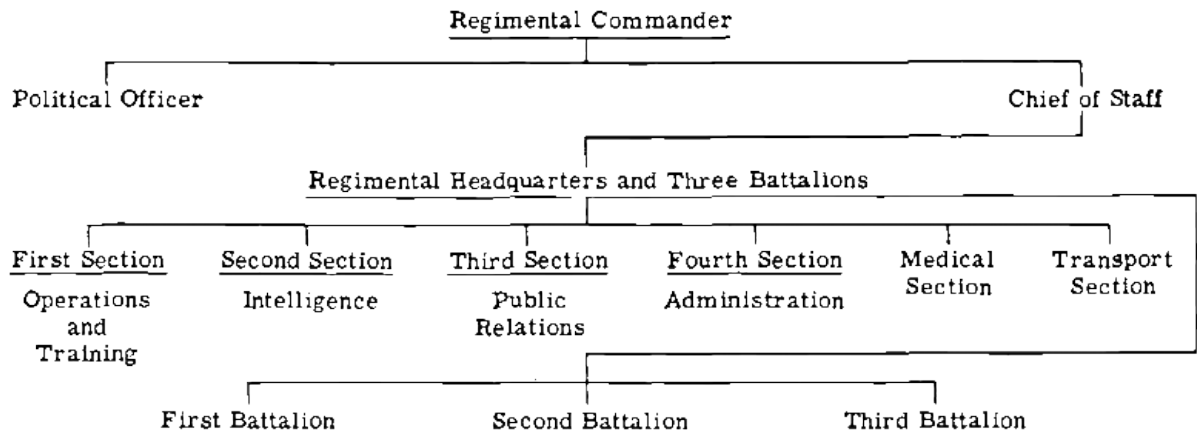 Regimental Commander
Political Officer
Chief of Staff
Regimental Headquarters and Three Battalions
First Section
Operations
and
Training
Second Section
Intelligence
Third Section
Public
Relations
Fourth Section
Administration
Medical
Section
Transport
Section
First Battalion
Second Battalion
Third Battalion